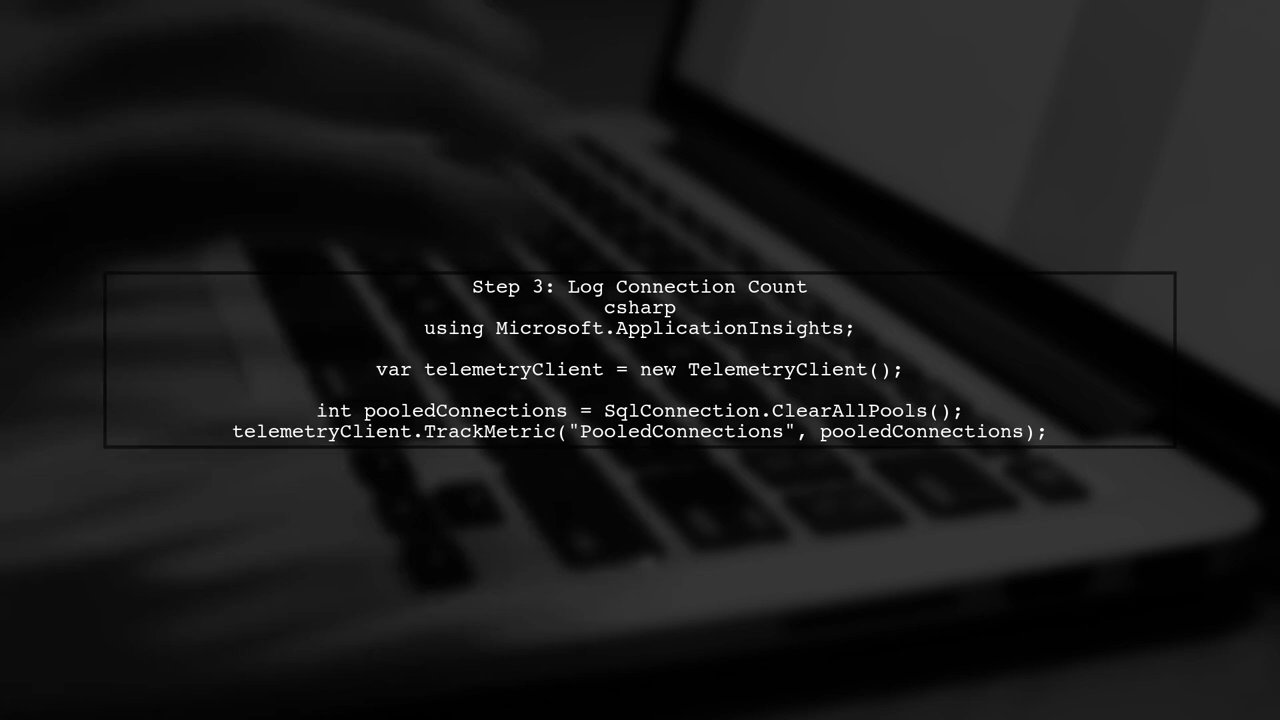 Step 3: Log Connection Count
csharp
using Microsoft.ApplicationInsights;
var telemetryClient = new TelemetryClient();
int pooledConnections = SqlConnection.ClearAllPools();
telemetryClient.TrackMetric("PooledConnections", pooledConnections);